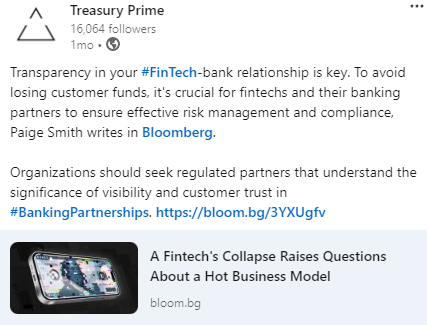 Treasury Prime
16,064 followers
1mo •
Transparency in your #FinTech-bank relationship is key. To avoid
losing customer funds, it's crucial for fintechs and their banking
partners to ensure effective risk management and compliance,
Paige Smith writes in Bloomberg.
Organizations should seek regulated partners that understand the
significance of visibility and customer trust in
#BankingPartnerships. https://bloom.bg/3YXUgfv
A Fintech's Collapse Raises Questions
About a Hot Business Model
bloom.bg